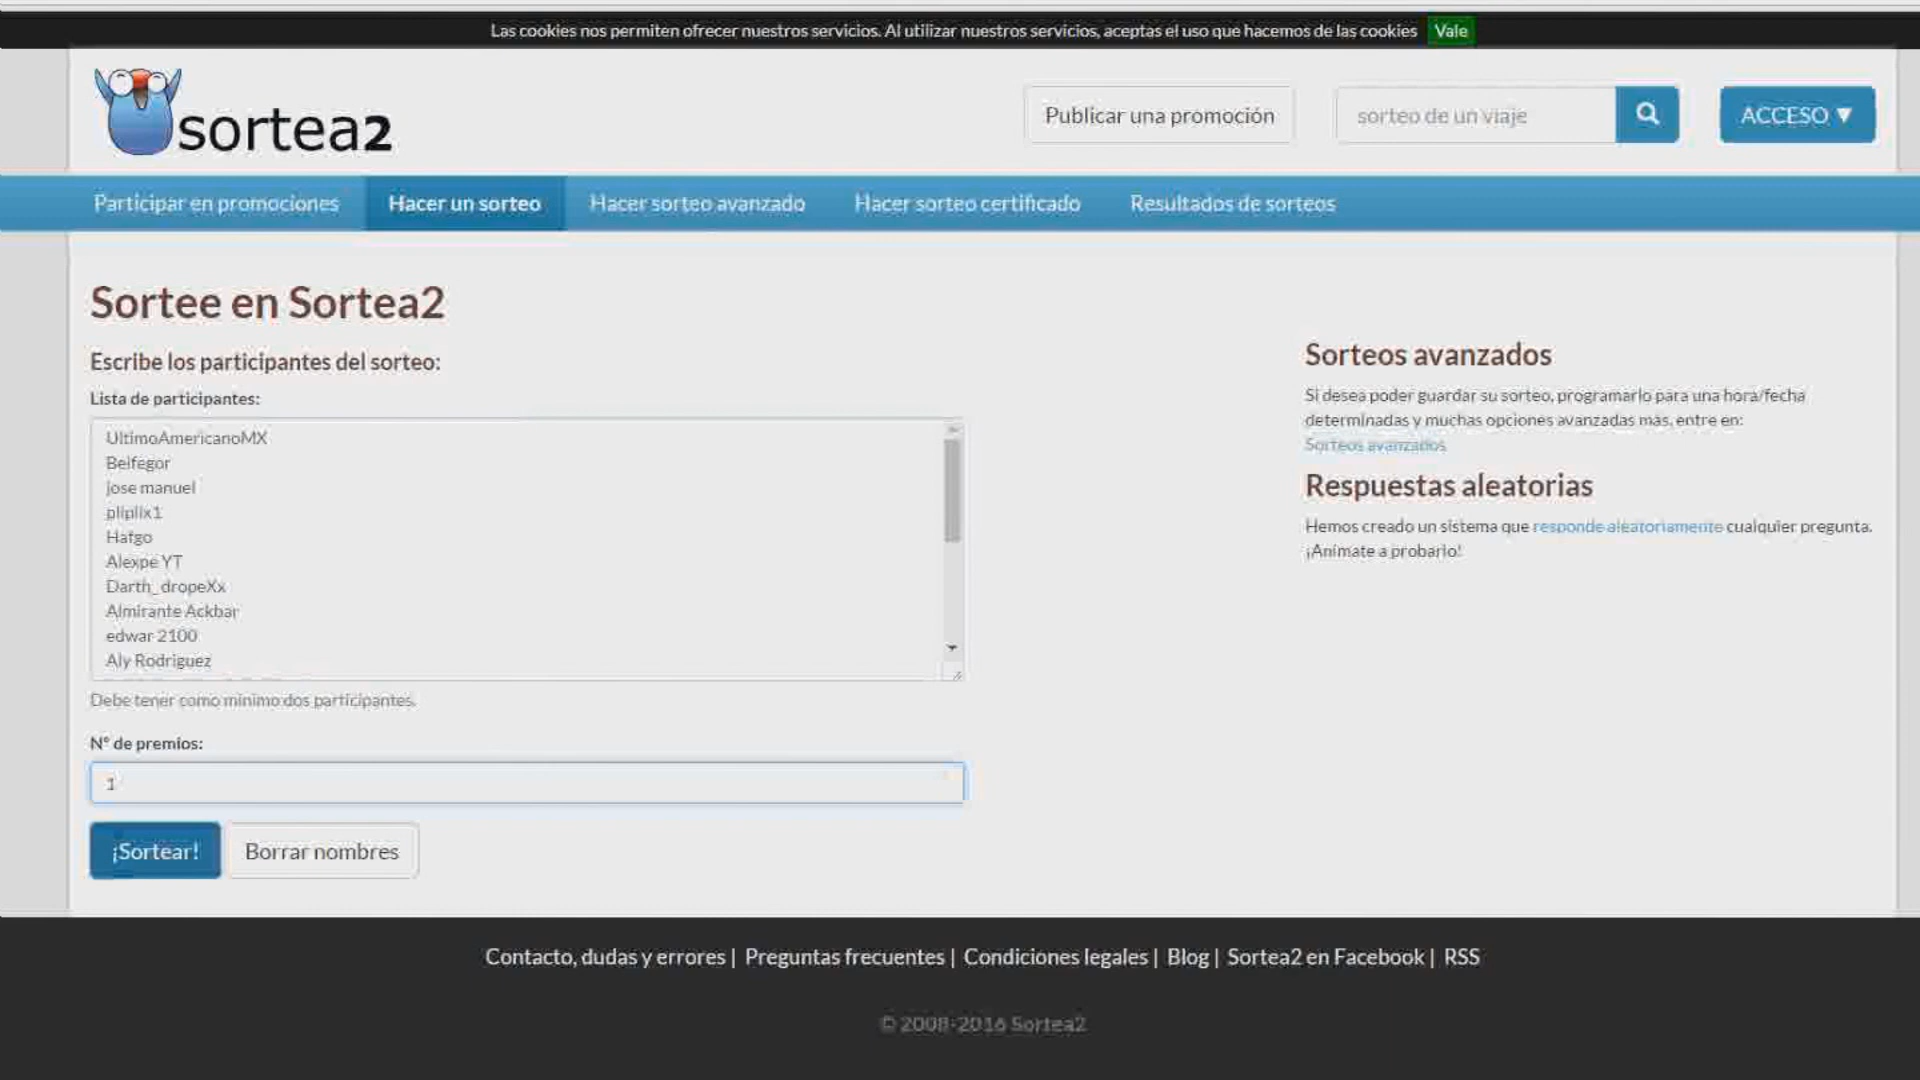 Las cookies nos permiten ofrecer nuestros servicios. Al utilizar nuestros servicios, aceptas el uso que hacemos de las cookies Vale
sortea2
Publicar una promoción
sorteo de un viaje
ACCESO ▼
Participar en promociones
Hacer un sorteo
Hacer sorteo avanzado
Hacer sorteo certificado
Resultados de sorteos
Sortee en Sortea2
Escribe los participantes del sorteo:
Lista de participantes:
UltimoAmericanoMX
Belfegor
jose manuel
pliplix1
Hafgo
Alexpe YT
Darth_dropeXx
Almirante Ackbar
edwar 2100
Aly Rodriguez
Debe tener como mínimo dos participantes.
Nº de premios:
1
¡Sortear!
Borrar nombres
Sorteos avanzados
Si desea poder guardar su sorteo, programarlo para una hora/fecha
determinadas y muchas opciones avanzadas más, entre en:
Sorteos avanzados
Respuestas aleatorias
Hemos creado un sistema que responde aleatoriamente cualquier pregunta.
¡Anímate a probarlo!
Contacto, dudas y errores | Preguntas frecuentes | Condiciones legales | Blog | Sortea2 en Facebook | RSS
© 2008-2016 Sortea2